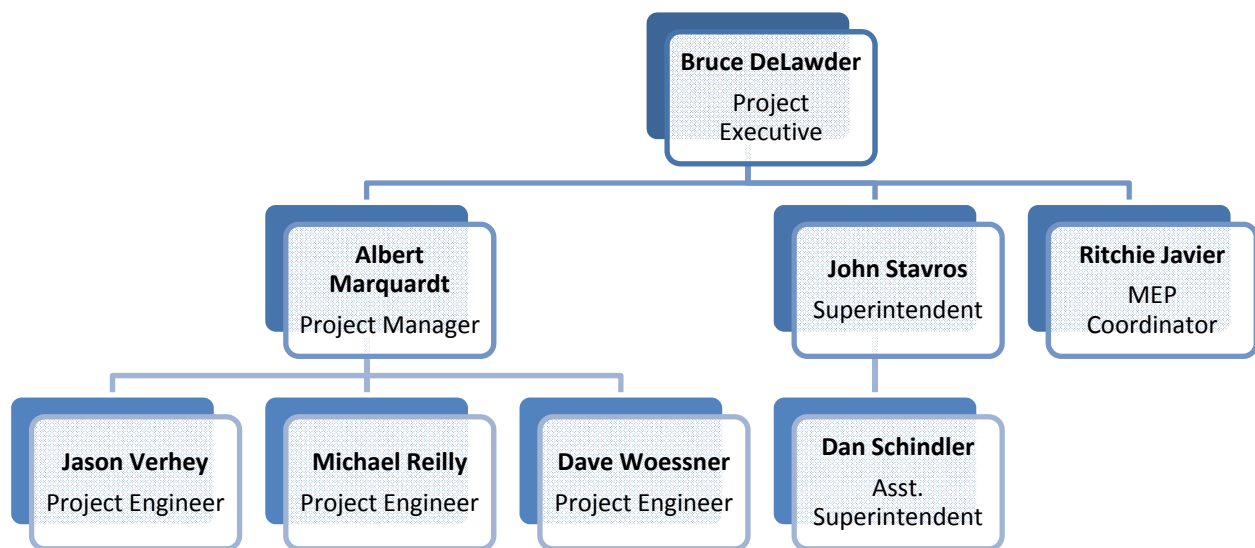 Bruce DeLawder
Project
Executive
Albert
Marquardt
Project Manager
John Stavros
Superintendent
Ritchie Javier
MEP
Coordinator
Jason Verhey
Project Engineer
Michael Reilly
Project Engineer
Dave Woessner
Project Engineer
Dan Schindler
Asst.
Superintendent